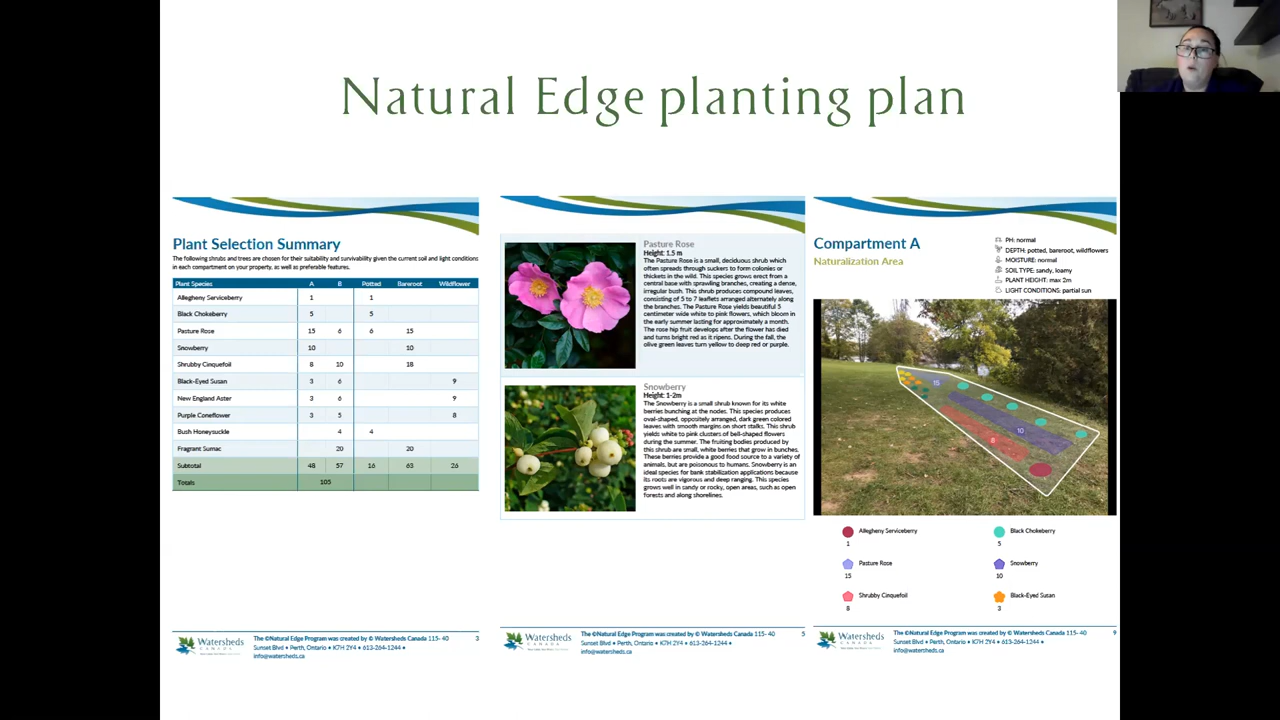 Natural Edge planting plan
Plant Selection Summary
The following shrubs and trees are chosen for their suitability and survivability given the current soil and light conditions
in each compartment on your property, as well as preferable features.
Plant Species A B Potted Bareroot Wildflower
Allegheny Serviceberry 1 1
Black Chokeberry 5 5
Pasture Rose 15 6 6 15
Snowberry 10 10
Shrubby Cinquefoil 8 10 18
Black-Eyed Susan 3 6 9
New England Aster 3 6 9
Purple Coneflower 3 5 8
Bush Honeysuckle 4 4
Fragrant Sumac 20 20
Subtotal 48 57 16 63 26
Totals 105
Watersheds
CANADA
The ©Natural Edge Program was created by © Watersheds Canada 115- 40
Sunset Blvd • Perth, Ontario • K7H 2Y4 • 613-264-1244 •
info@watersheds.ca
3
Pasture Rose
Height: 1.5 m
The Pasture Rose is a small, deciduous shrub which
often spreads through suckers to form colonies or
thickets in the wild. This species grows erect from a
central base with sprawling branches, creating a dense,
irregular bush. This shrub produces compound leaves,
consisting of 5 to 7 leaflets arranged alternately along
the branches. The Pasture Rose yields beautiful 5
centimeter wide white to pink flowers, which bloom in
the early summer lasting for approximately a month.
The rose hip fruit develops after the flower has died
and turns bright red as it ripens. During the fall, the
olive green leaves turn yellow to deep red or purple.
Snowberry
Height: 1-2m
The Snowberry is a small shrub known for its white
berries bunching at the nodes. This species produces
oval-shaped, oppositely arranged, dark green colored
leaves with smooth margins on short stalks. This shrub
yields white to pink clusters of bell-shaped flowers
during the summer. The fruiting bodies produced by
this shrub are small, white berries that grow in bunches.
These berries provide a good food source to a variety of
animals, but are poisonous to humans. Snowberry is an
ideal species for bank stabilization applications because
its roots are vigorous and deep ranging. This species
grows well in sandy or rocky, open areas, such as open
forests and along shorelines.
Watersheds
CANADA
The ©Natural Edge Program was created by © Watersheds Canada 115- 40
Sunset Blvd • Perth, Ontario • K7H 2Y4 • 613-264-1244 •
info@watersheds.ca
5
Compartment A
Naturalization Area
PH: normal
DEPTH: potted, bareroot, wildflowers
MOISTURE: normal
SOIL TYPE: sandy, loamy
PLANT HEIGHT: max 2m
LIGHT CONDITIONS: partial sun
15
10
8
Allegheny Serviceberry
1
Black Chokeberry
5
Pasture Rose
15
Snowberry
10
Shrubby Cinquefoil
8
Black-Eyed Susan
3
Watersheds
CANADA
The ©Natural Edge Program was created by © Watersheds Canada 115- 40
Sunset Blvd • Perth, Ontario • K7H 2Y4 • 613-264-1244 •
info@watersheds.ca
9